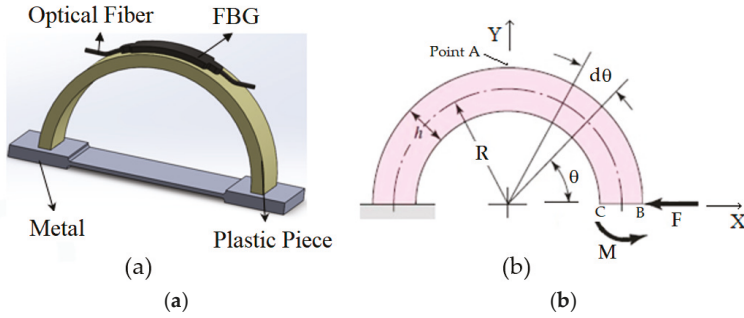 Optical Fiber
FBG
Metal
Plastic Piece
(a)
(a)
Y
Point A
dθ
h
R
θ
C
B
F
X
M
(b)
(b)